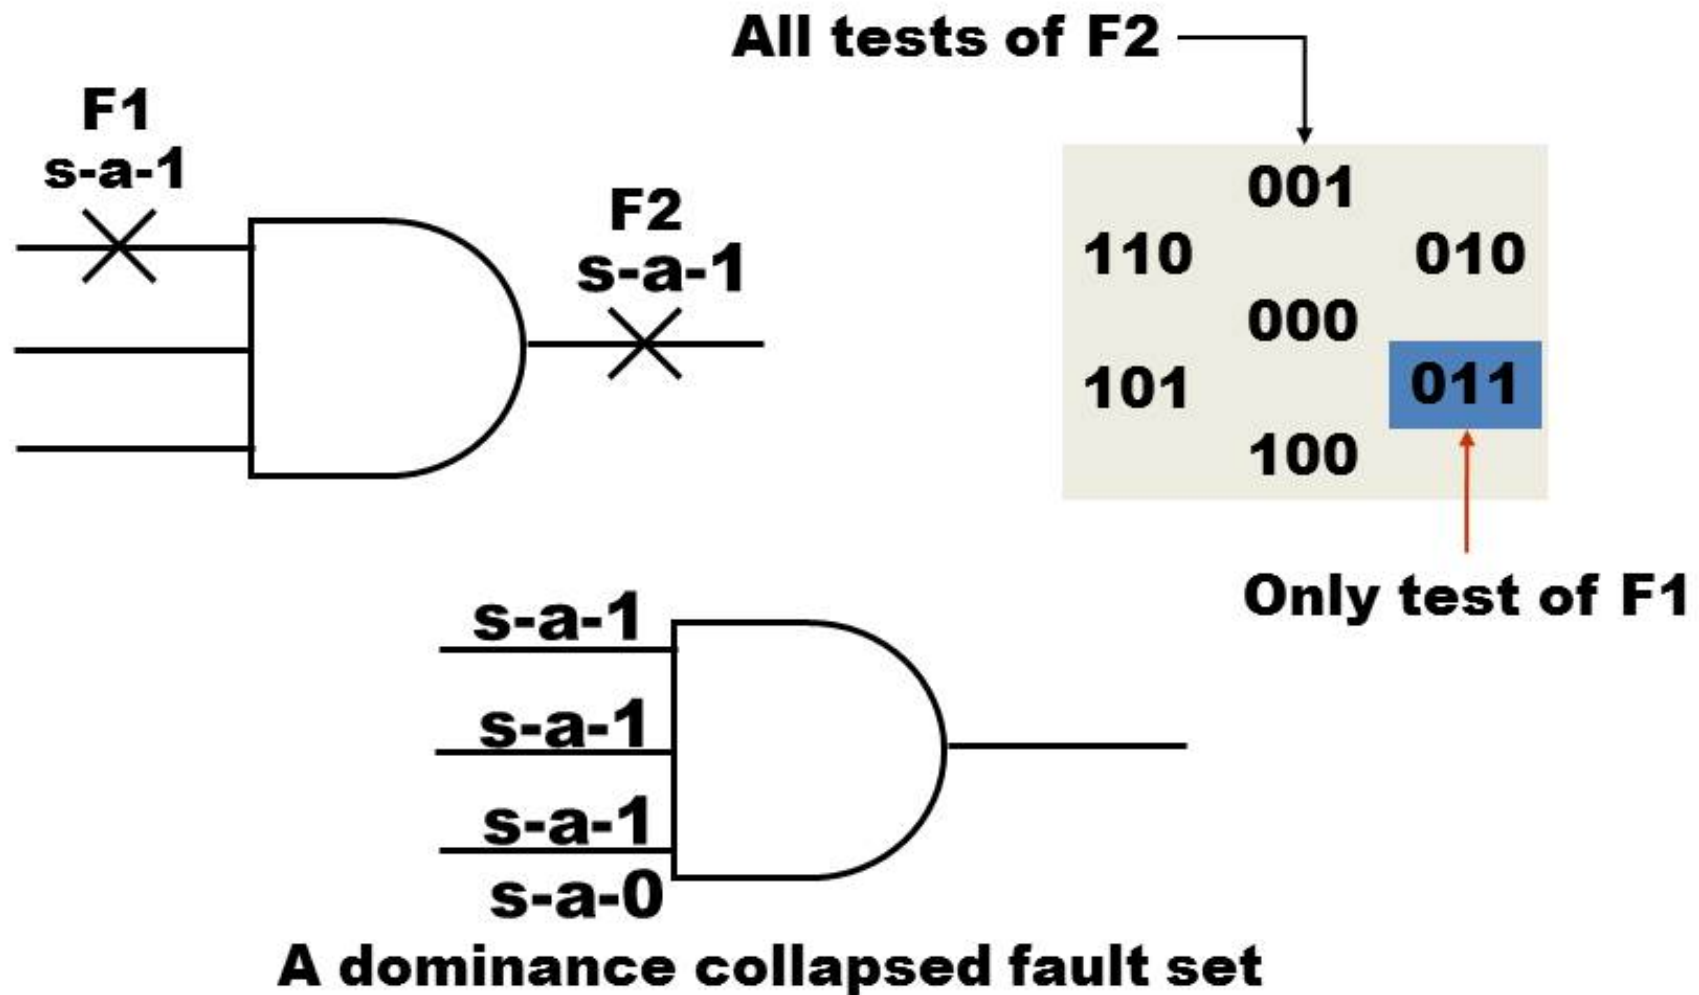 All tests of F2
F1
s-a-1
F2
s-a-1
001
110 010
000
101 011
100
Only test of F1
s-a-1
s-a-1
s-a-1
s-a-0
A dominance collapsed fault set